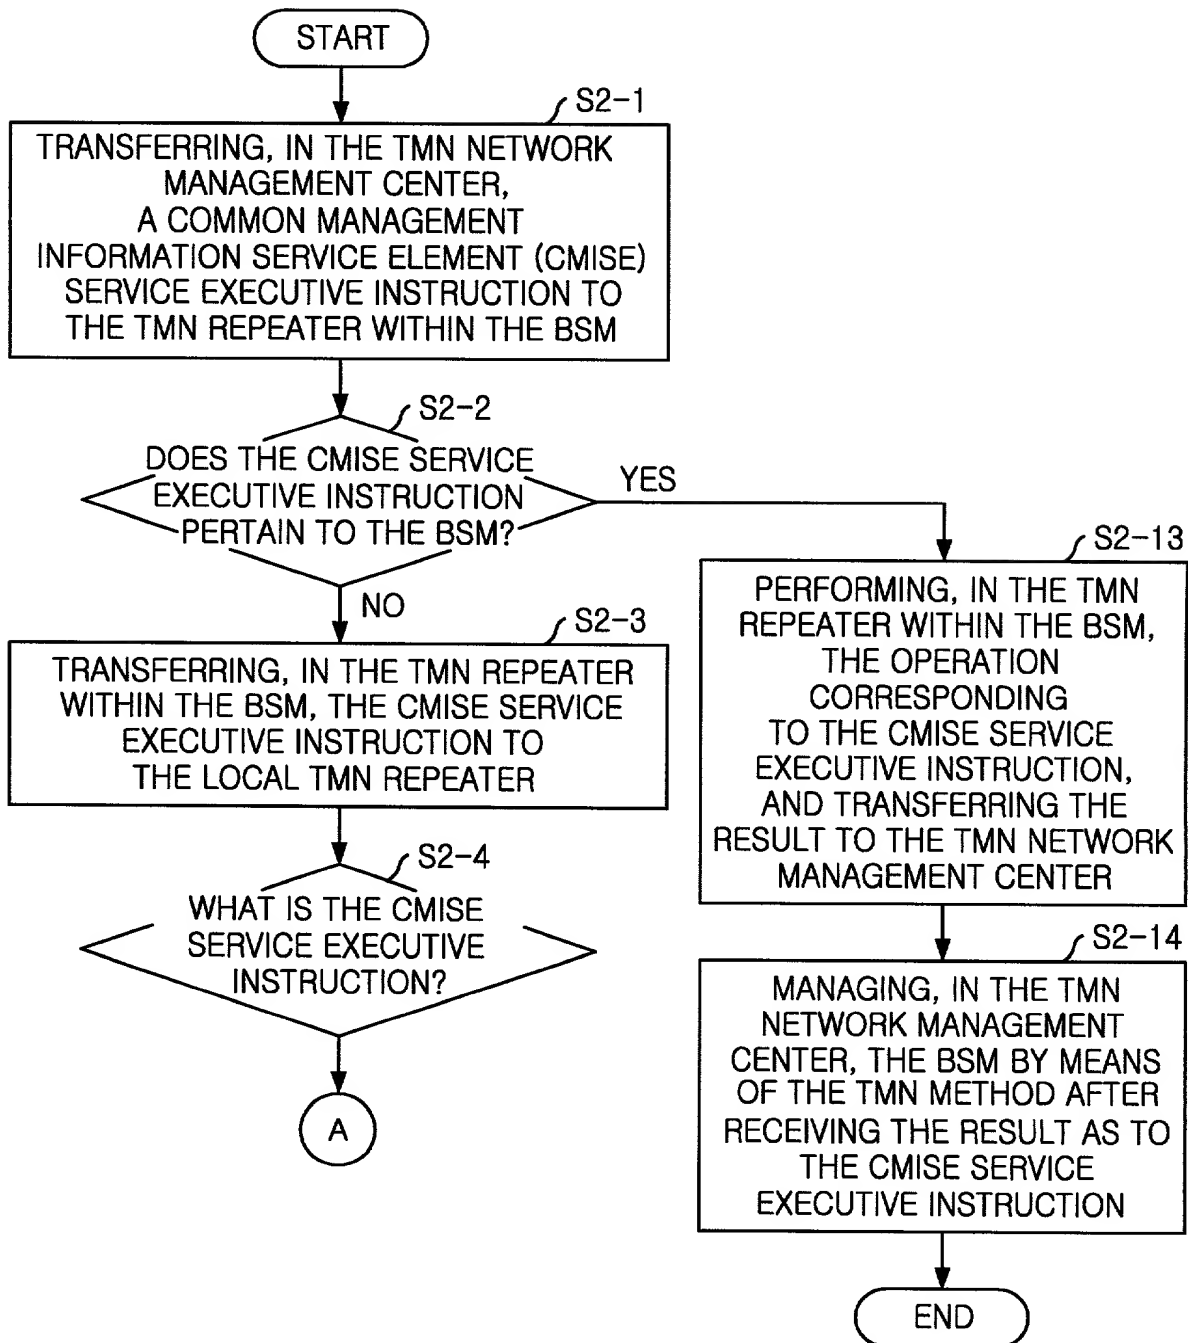 START
S2-1
TRANSFERRING, IN THE TMN NETWORK
MANAGEMENT CENTER,
A COMMON MANAGEMENT
INFORMATION SERVICE ELEMENT (CMISE)
SERVICE EXECUTIVE INSTRUCTION TO
THE TMN REPEATER WITHIN THE BSM
S2-2
DOES THE CMISE SERVICE
EXECUTIVE INSTRUCTION
PERTAIN TO THE BSM?
YES
NO
S2-3
TRANSFERRING, IN THE TMN REPEATER
WITHIN THE BSM, THE CMISE SERVICE
EXECUTIVE INSTRUCTION TO
THE LOCAL TMN REPEATER
S2-4
WHAT IS THE CMISE
SERVICE EXECUTIVE
INSTRUCTION?
A
S2-13
PERFORMING, IN THE TMN
REPEATER WITHIN THE BSM,
THE OPERATION
CORRESPONDING
TO THE CMISE SERVICE
EXECUTIVE INSTRUCTION,
AND TRANSFERRING THE
RESULT TO THE TMN NETWORK
MANAGEMENT CENTER
S2-14
MANAGING, IN THE TMN
NETWORK MANAGEMENT
CENTER, THE BSM BY MEANS
OF THE TMN METHOD AFTER
RECEIVING THE RESULT AS TO
THE CMISE SERVICE
EXECUTIVE INSTRUCTION
END